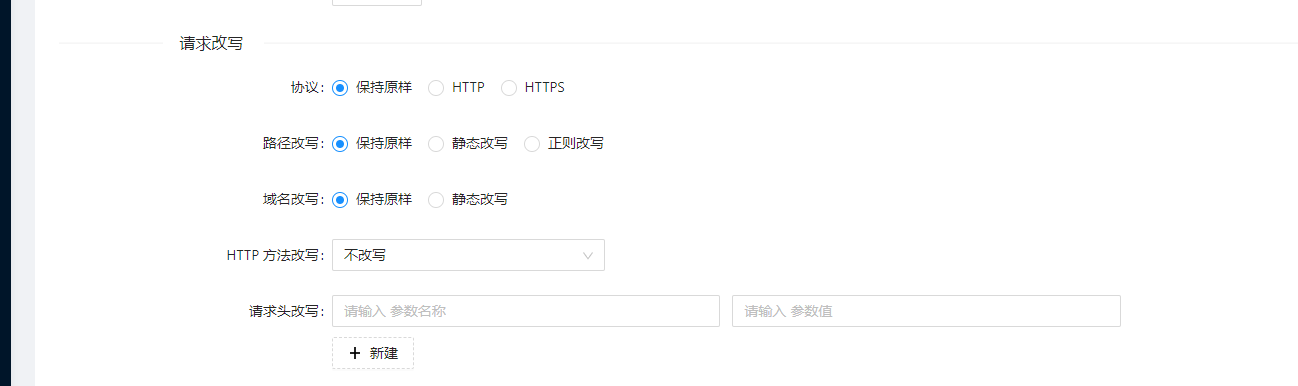 请求改写
协议: 保持原样 HTTP HTTPS
路径改写: 保持原样 静态改写 正则改写
域名改写: 保持原样 静态改写
HTTP 方法改写: 不改写
请求头改写: 请输入 参数名称 请输入 参数值
+ 新建